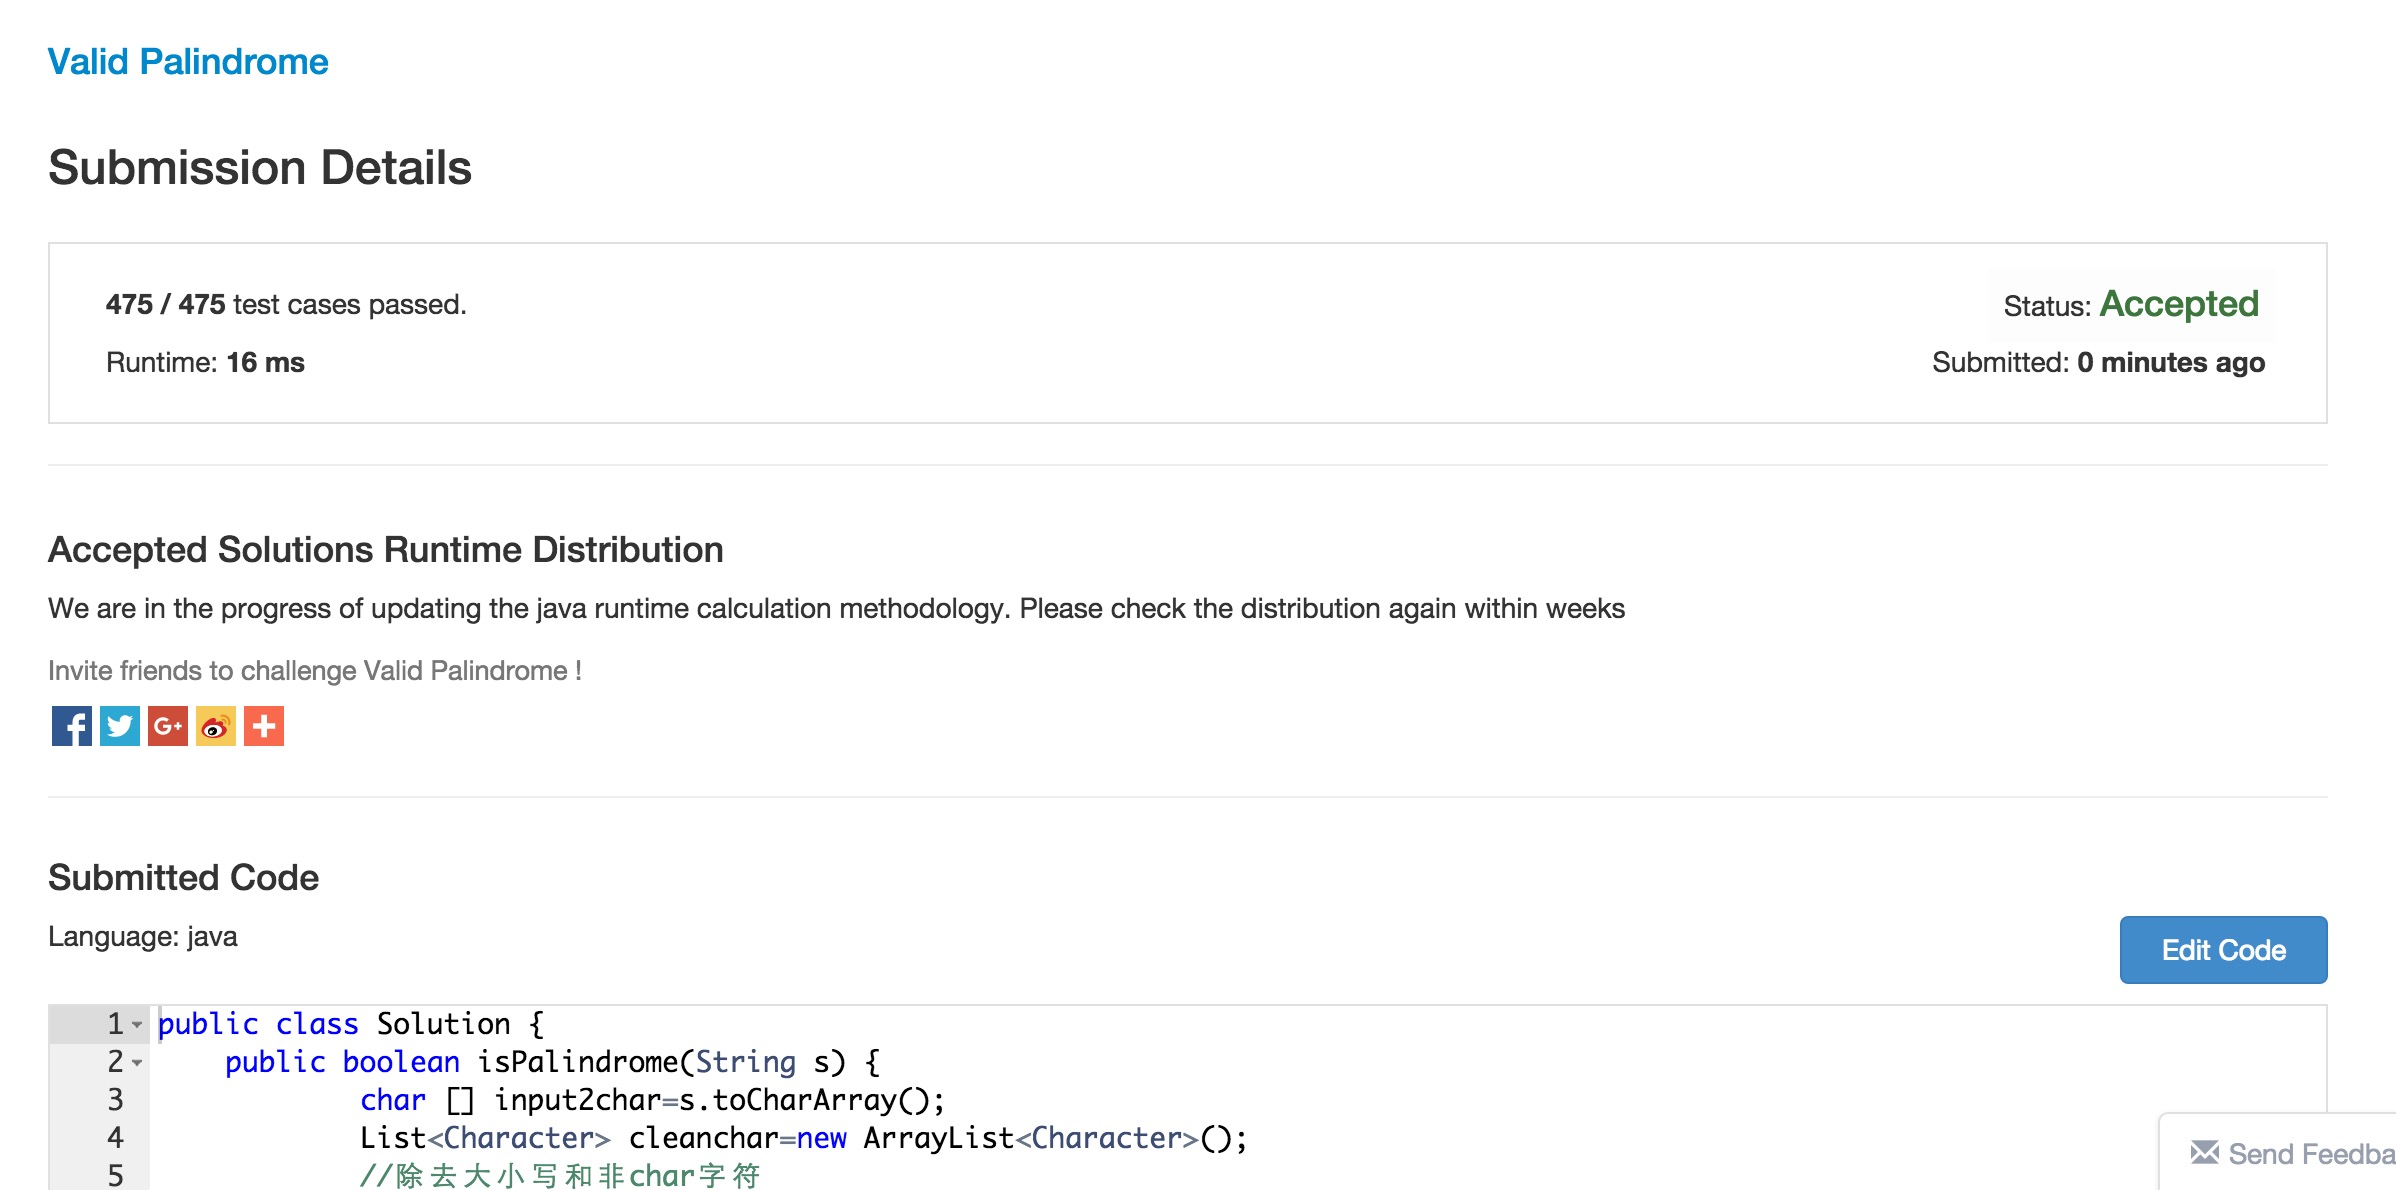 Valid Palindrome
Submission Details
475 / 475 test cases passed.
Status: Accepted
Runtime: 16 ms
Submitted: 0 minutes ago
Accepted Solutions Runtime Distribution
We are in the progress of updating the java runtime calculation methodology. Please check the distribution again within weeks
Invite friends to challenge Valid Palindrome !
Submitted Code
Language: java
Edit Code
1 public class Solution {
2 public boolean isPalindrome(String s) {
3 char [] input2char=s.toCharArray();
4 List<Character> cleanchar=new ArrayList<Character>();
5 //除去大小写和非char字符
Send Feedba